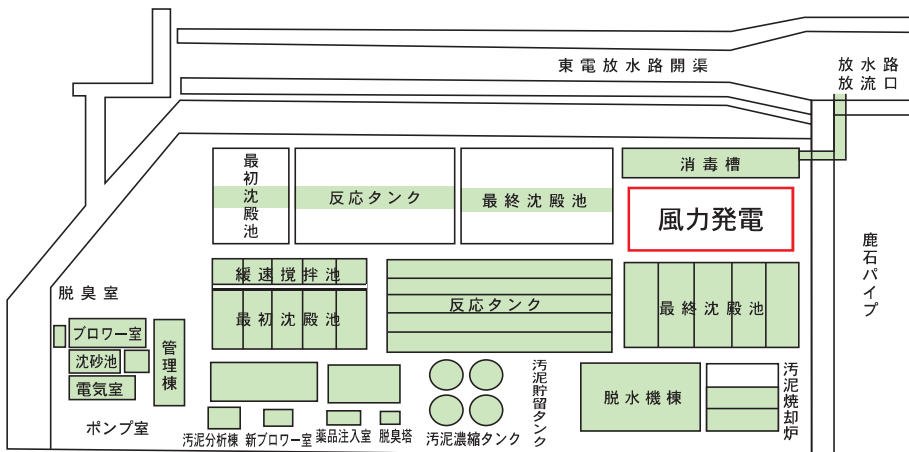 東電放水路開渠
放水路
放流口
消毒槽
最初沈殿池
反応タンク
最終沈殿池
風力発電
鹿石パイプ
緩速撹拌池
最初沈殿池
反応タンク
最終沈殿池
脱臭室
ブロワー室
沈砂池
電気室
管理棟
ポンプ室
汚泥分析棟
新ブロワー室
薬品注入室
脱臭塔
汚泥濃縮タンク
汚泥貯留タンク
脱水機棟
汚泥焼却炉